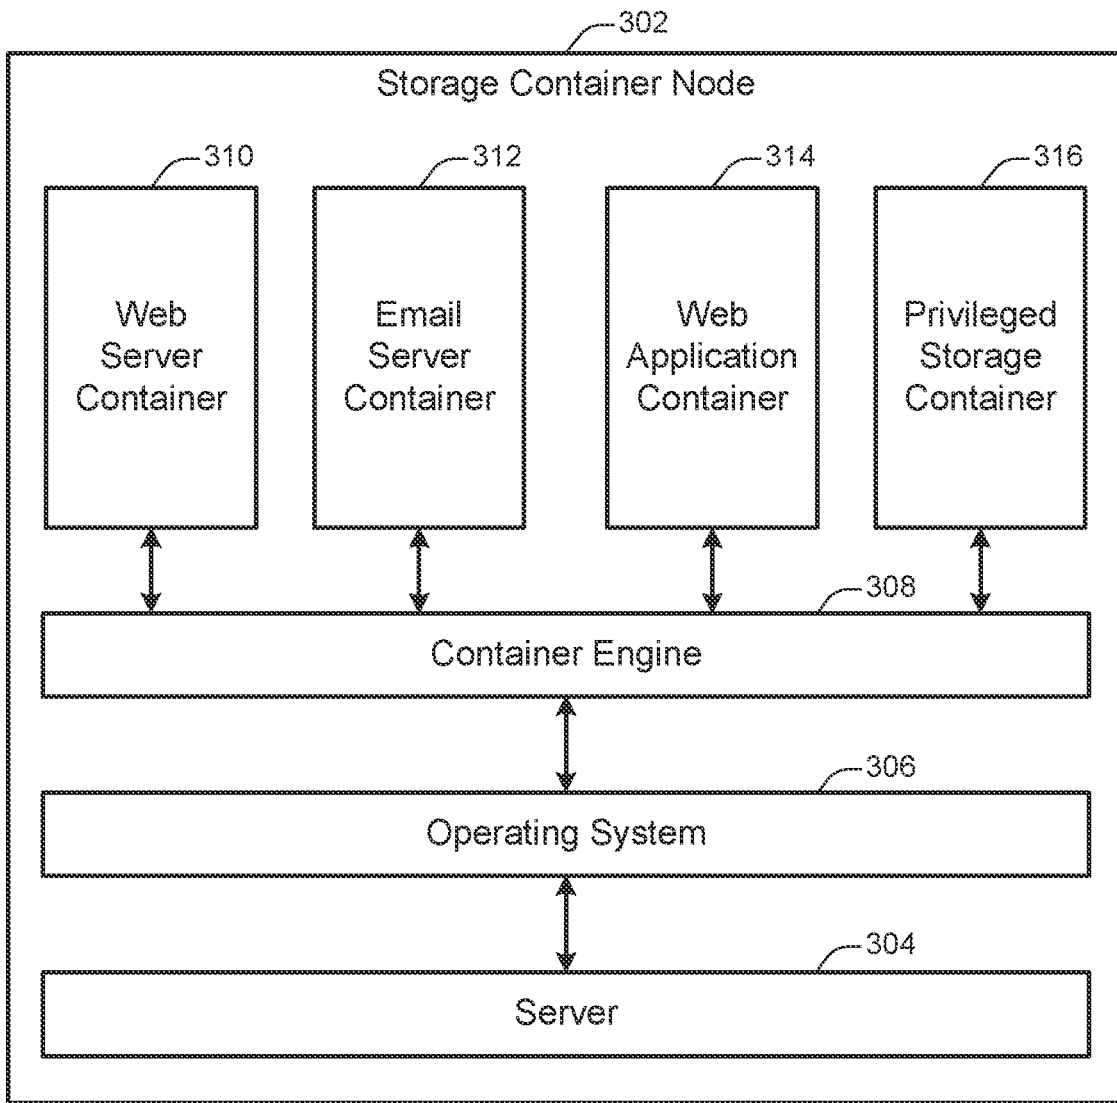 302
Storage Container Node
310
312
314
316
Web
Server
Container
Email
Server
Container
Web
Application
Container
Privileged
Storage
Container
308
Container Engine
306
Operating System
304
Server